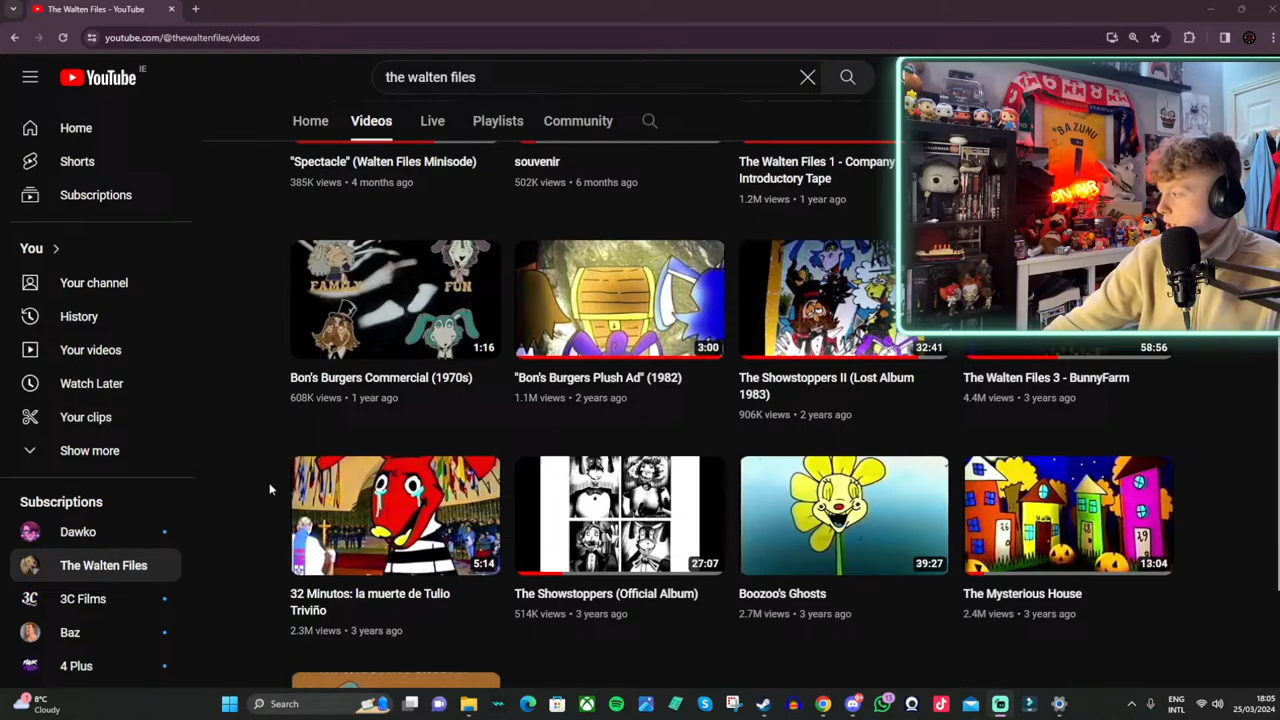 The Walten Files - YouTube
youtube.com/@thewaltenfiles/videos
YouTube IE
the walten files
Home
Shorts
Subscriptions
You
Your channel
History
Your videos
Watch Later
Your clips
Show more
Subscriptions
Dawko
The Walten Files
3C Films
Baz
4 Plus
Home Videos Live Playlists Community
"Spectacle" (Walten Files Minisode)
385K views • 4 months ago
souvenir
502K views • 6 months ago
The Walten Files 1 - Company
Introductory Tape
1.2M views • 1 year ago
BAZUNU
1
ON AIR
FAMILY FUN
1:16
Bon's Burgers Commercial (1970s)
608K views • 1 year ago
3:00
"Bon's Burgers Plush Ad" (1982)
1.1M views • 2 years ago
32:41
The Showstoppers II (Lost Album
1983)
906K views • 2 years ago
58:56
The Walten Files 3 - BunnyFarm
4.4M views • 3 years ago
5:14
32 Minutos: la muerte de Tulio
Triviño
2.3M views • 3 years ago
27:07
The Showstoppers (Official Album)
514K views • 3 years ago
39:27
Boozoo's Ghosts
2.7M views • 3 years ago
13:04
The Mysterious House
2.4M views • 3 years ago
8°C
Cloudy
Search
13
ENG
INTL
18:05
25/03/2024